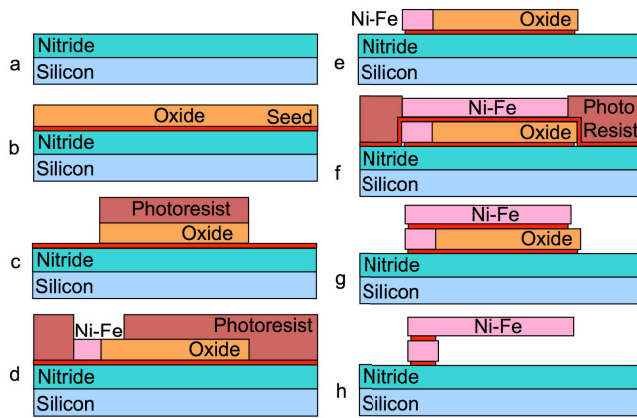 a
Nitride
Silicon
b
Oxide Seed
Nitride
Silicon
c
Photoresist
Oxide
Nitride
Silicon
d
Ni-Fe Photoresist
Oxide
Nitride
Silicon
e
Ni-Fe Oxide
Nitride
Silicon
f
Ni-Fe Photo
Oxide Resist
Nitride
Silicon
g
Ni-Fe
Oxide
Nitride
Silicon
h
Ni-Fe
Nitride
Silicon